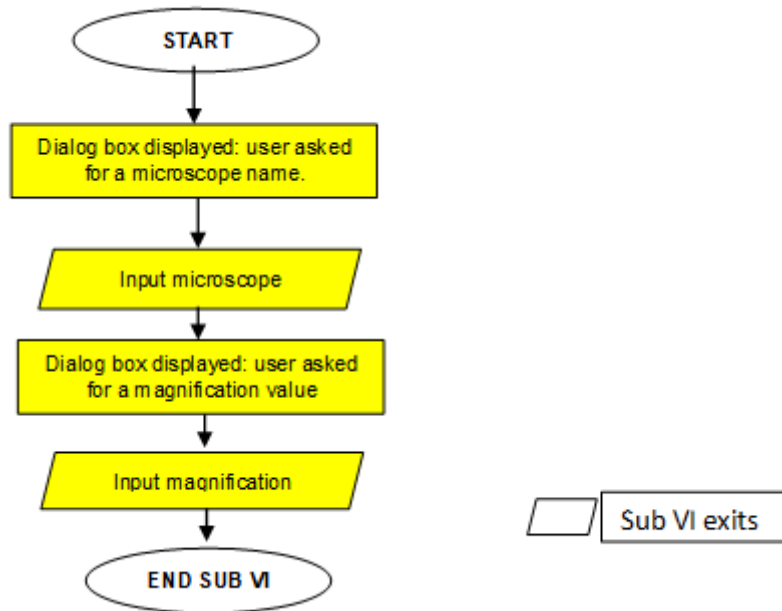 START
Dialog box displayed: user asked
for a microscope name.
Input microscope
Dialog box displayed: user asked
for a magnification value
Input magnification
END SUB VI
Sub VI exits